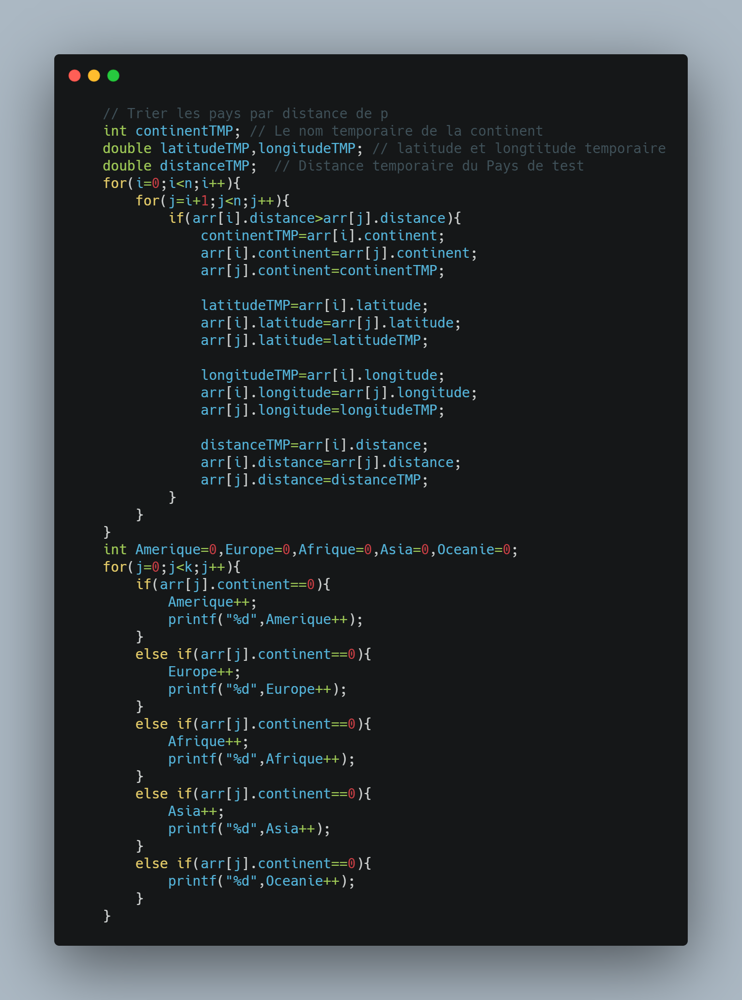 // Trier les pays par distance de p
int continentTMP; // Le nom temporaire de la continent
double latitudeTMP,longitudeTMP; // latitude et longtitude temporaire
double distanceTMP;  // Distance temporaire du Pays de test
for(i=0;i<n;i++){
    for(j=i+1;j<n;j++){
        if(arr[i].distance>arr[j].distance){
            continentTMP=arr[i].continent;
            arr[i].continent=arr[j].continent;
            arr[j].continent=continentTMP;

            latitudeTMP=arr[i].latitude;
            arr[i].latitude=arr[j].latitude;
            arr[j].latitude=latitudeTMP;

            longitudeTMP=arr[i].longitude;
            arr[i].longitude=arr[j].longitude;
            arr[j].longitude=longitudeTMP;

            distanceTMP=arr[i].distance;
            arr[i].distance=arr[j].distance;
            arr[j].distance=distanceTMP;
        }
    }
}
int Amerique=0,Europe=0,Afrique=0,Asia=0,Oceanie=0;
for(j=0;j<k;j++){
    if(arr[j].continent==0){
        Amerique++;
        printf("%d",Amerique++);
    }
    else if(arr[j].continent==0){
        Europe++;
        printf("%d",Europe++);
    }
    else if(arr[j].continent==0){
        Afrique++;
        printf("%d",Afrique++);
    }
    else if(arr[j].continent==0){
        Asia++;
        printf("%d",Asia++);
    }
    else if(arr[j].continent==0){
        printf("%d",Oceanie++);
    }
}